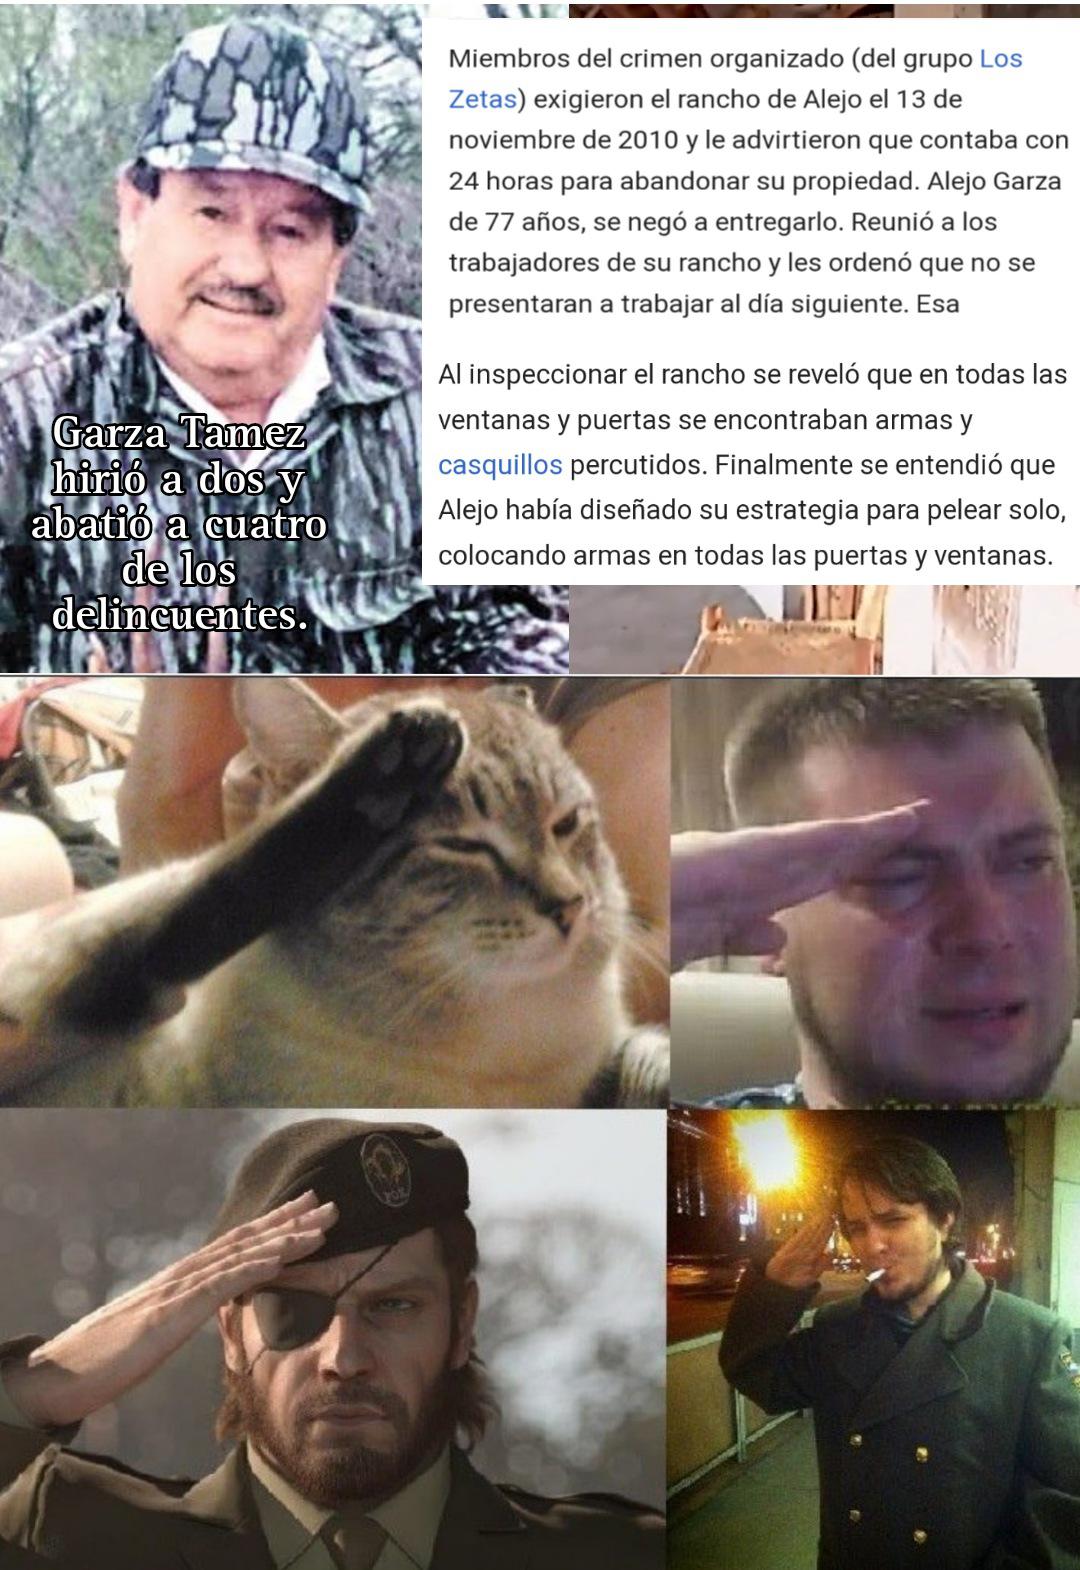 Miembros del crimen organizado (del grupo Los
Zetas) exigieron el rancho de Alejo el 13 de
noviembre de 2010 y le advirtieron que contaba con
24 horas para abandonar su propiedad. Alejo Garza
de 77 años, se negó a entregarlo. Reunió a los
trabajadores de su rancho y les ordenó que no se
presentaran a trabajar al día siguiente. Esa
Al inspeccionar el rancho se reveló que en todas las
ventanas y puertas se encontraban armas y
casquillos percutidos. Finalmente se entendió que
Alejo había diseñado su estrategia para pelear solo,
colocando armas en todas las puertas y ventanas.
Garza Tamez
hirió a dos y
abatió a cuatro
de los
delincuentes.
FOX